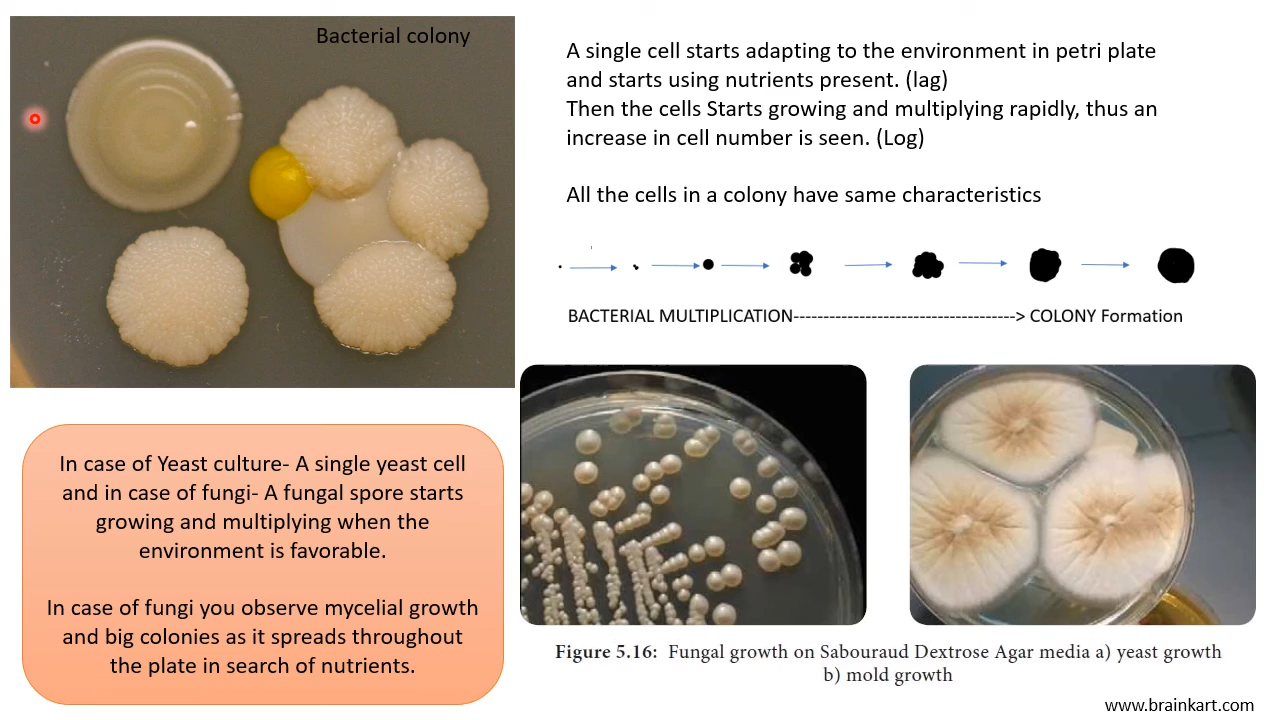 Bacterial colony
A single cell starts adapting to the environment in petri plate
and starts using nutrients present. (lag)
Then the cells Starts growing and multiplying rapidly, thus an
increase in cell number is seen. (Log)
All the cells in a colony have same characteristics
BACTERIAL MULTIPLICATION-------------------------------------> COLONY Formation
In case of Yeast culture- A single yeast cell
and in case of fungi- A fungal spore starts
growing and multiplying when the
environment is favorable.
In case of fungi you observe mycelial growth
and big colonies as it spreads throughout
the plate in search of nutrients.
Figure 5.16: Fungal growth on Sabouraud Dextrose Agar media a) yeast growth
b) mold growth
www.brainkart.com